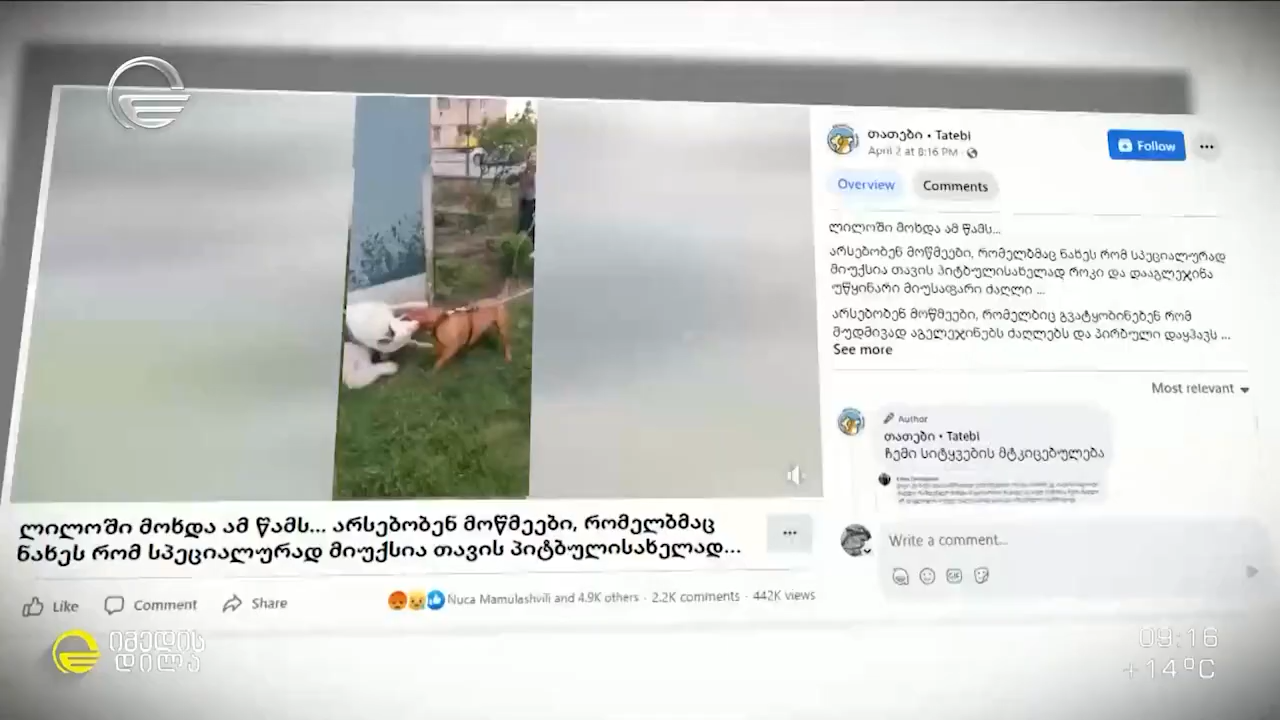 თათები • Tatebi
April 2 at 8:16 PM
Follow
Overview
Comments
ლილოში მოხდა ამ წამს...
არსებობენ მოწმეები, რომელბმაც ნახეს რომ სპეციალურად
მიუქსია თავის პიტბულისახელად როკი და დააგლეჯინა
უწყინარი მიუსაფარი ძაღლი ...
არსებობენ მოწმეები, რომელბიც გვატყობინებენ რომ
მუდმივად აგელეჯინებს ძაღლებს და პირბული დაყჰავს ...
See more
Most relevant
Author
თათები • Tatebi
ჩემი სიტყვების მტკიცებულება
Write a comment...
GIF
ლილოში მოხდა ამ წამს... არსებობენ მოწმეები, რომელბმაც
ნახეს რომ სპეციალურად მიუქსია თავის პიტბულისახელად...
Like
Comment
Share
Nuca Mamulashvili and 4.9K others · 2.2K comments · 442K views
იმედის
დილა
09:16
+14°C